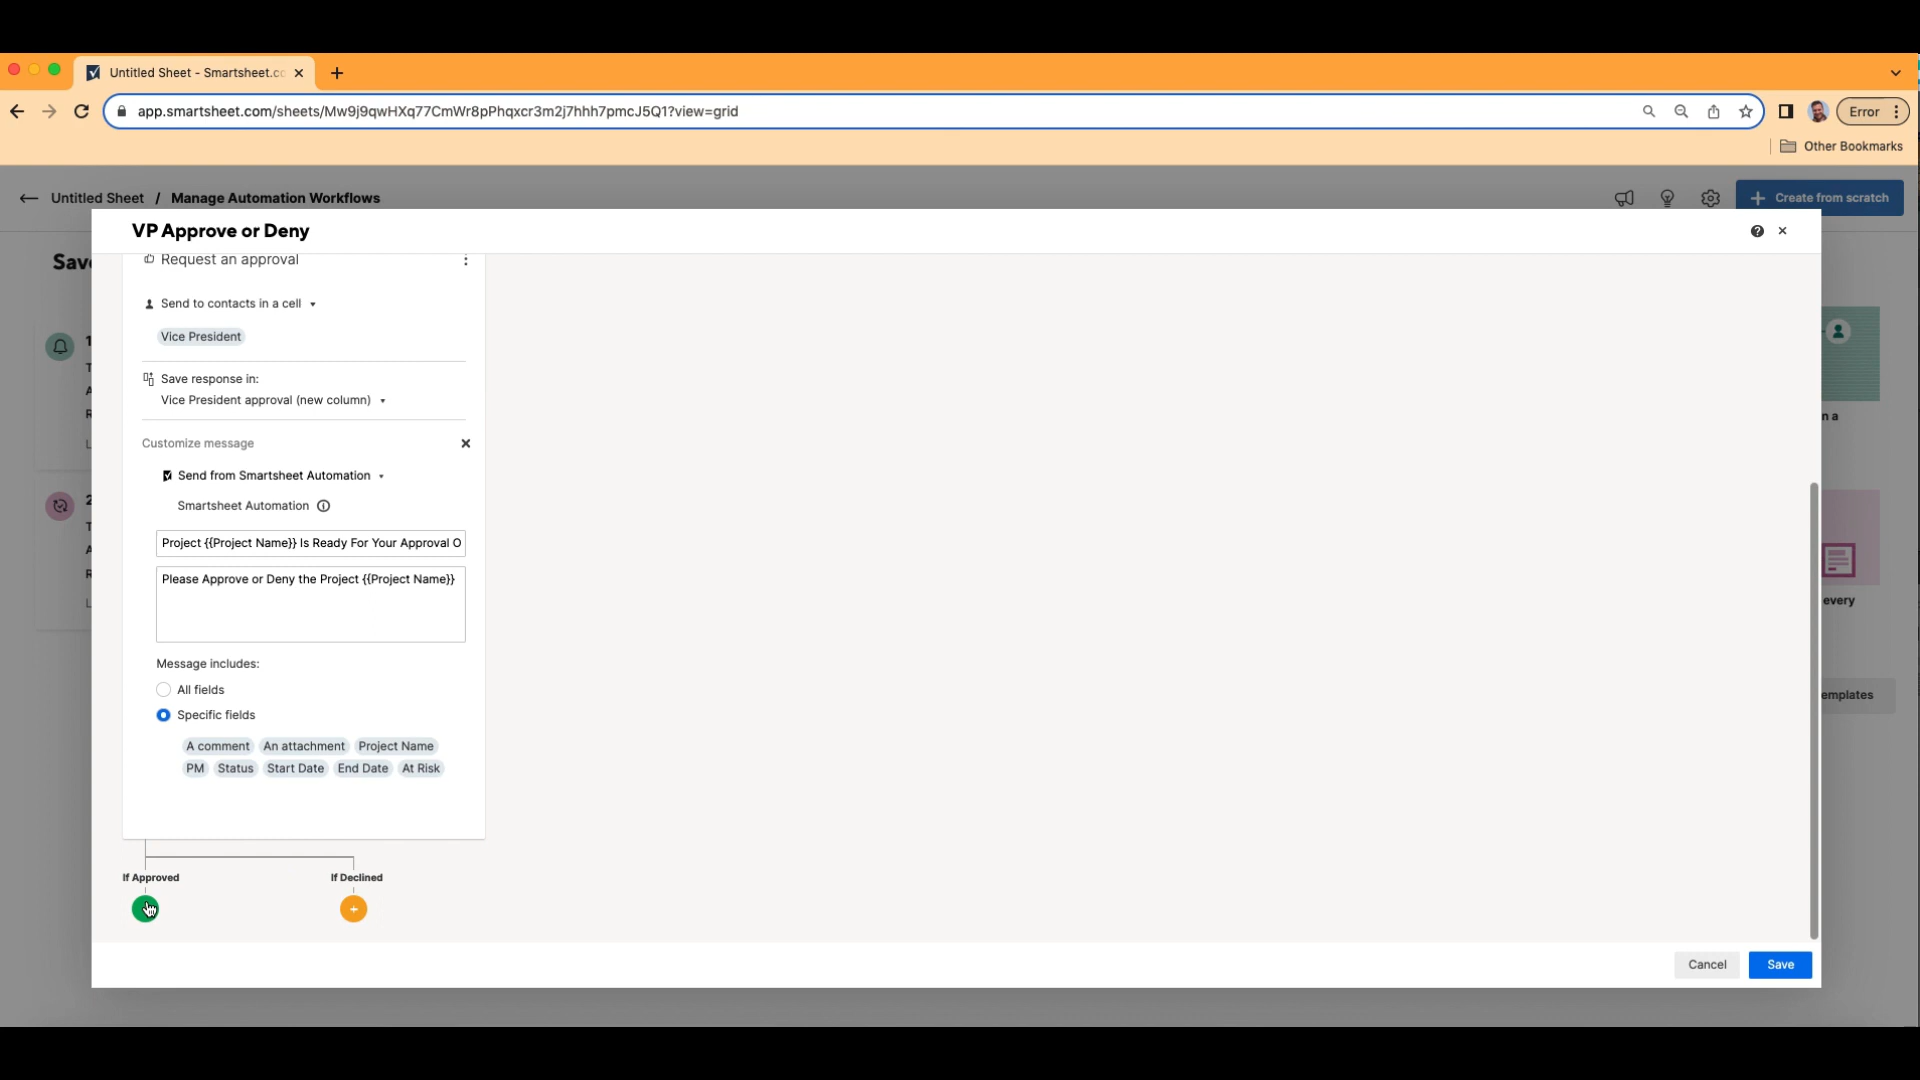 Untitled Sheet - Smartsheet.cc
app.smartsheet.com/sheets/Mw9j9qwHXq77CmWr8pPhqxcr3m2j7hhh7pmcJ5Q1?view=grid
Error
Other Bookmarks
Untitled Sheet / Manage Automation Workflows
Create from scratch
VP Approve or Deny
Sav
Request an approval
Send to contacts in a cell
Vice President
Save response in:
Vice President approval (new column)
Customize message
Send from Smartsheet Automation
Smartsheet Automation
Project {{Project Name}} Is Ready For Your Approval O
Please Approve or Deny the Project {{Project Name}}
Message includes:
All fields
Specific fields
A comment An attachment Project Name
PM Status Start Date End Date At Risk
If Approved If Declined
+
n a
every
emplates
Cancel Save